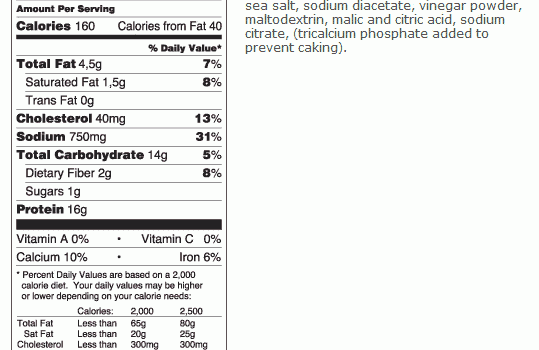 Amount Per Serving
Calories 160 Calories from Fat 40
% Daily Value*
Total Fat 4,5g 7%
Saturated Fat 1,5g 8%
Trans Fat 0g
Cholesterol 40mg 13%
Sodium 750mg 31%
Total Carbohydrate 14g 5%
Dietary Fiber 2g 8%
Sugars 1g
Protein 16g
Vitamin A 0% • Vitamin C 0%
Calcium 10% • Iron 6%
* Percent Daily Values are based on a 2,000
calorie diet. Your daily values may be higher
or lower depending on your calorie needs:
Calories: 2,000 2,500
Total Fat Less than 65g 80g
Sat Fat Less than 20g 25g
Cholesterol Less than 300mg 300mg
sea salt, sodium diacetate, vinegar powder,
maltodextrin, malic and citric acid, sodium
citrate, (tricalcium phosphate added to
prevent caking).